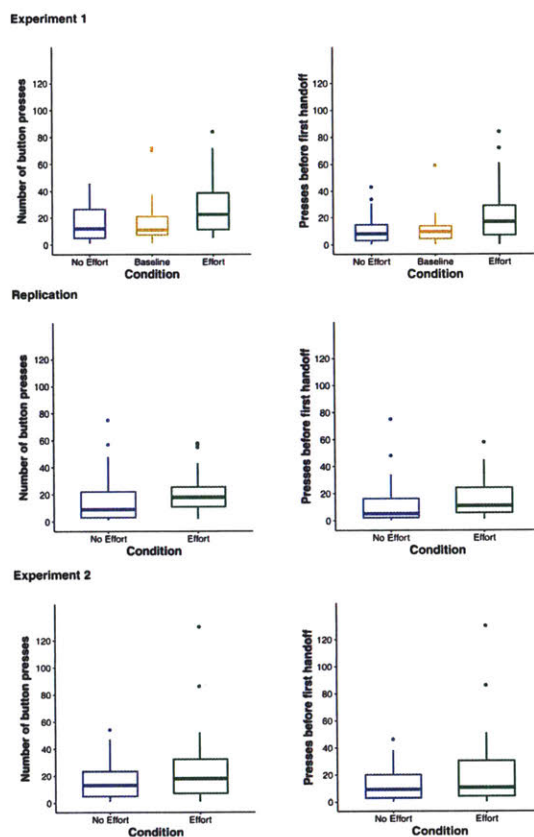 Experiment 1
Number of button presses
120
100
80
60
40
20
0
No Effort Baseline Effort
Condition
Presses before first handoff
120
100
80
60
40
20
0
No Effort Baseline Effort
Condition
Replication
Number of button presses
120
100
80
60
40
20
0
No Effort Effort
Condition
Presses before first handoff
120
100
80
60
40
20
0
No Effort Effort
Condition
Experiment 2
Number of button presses
120
100
80
60
40
20
0
No Effort Effort
Condition
Presses before first handoff
120
100
80
60
40
20
0
No Effort Effort
Condition